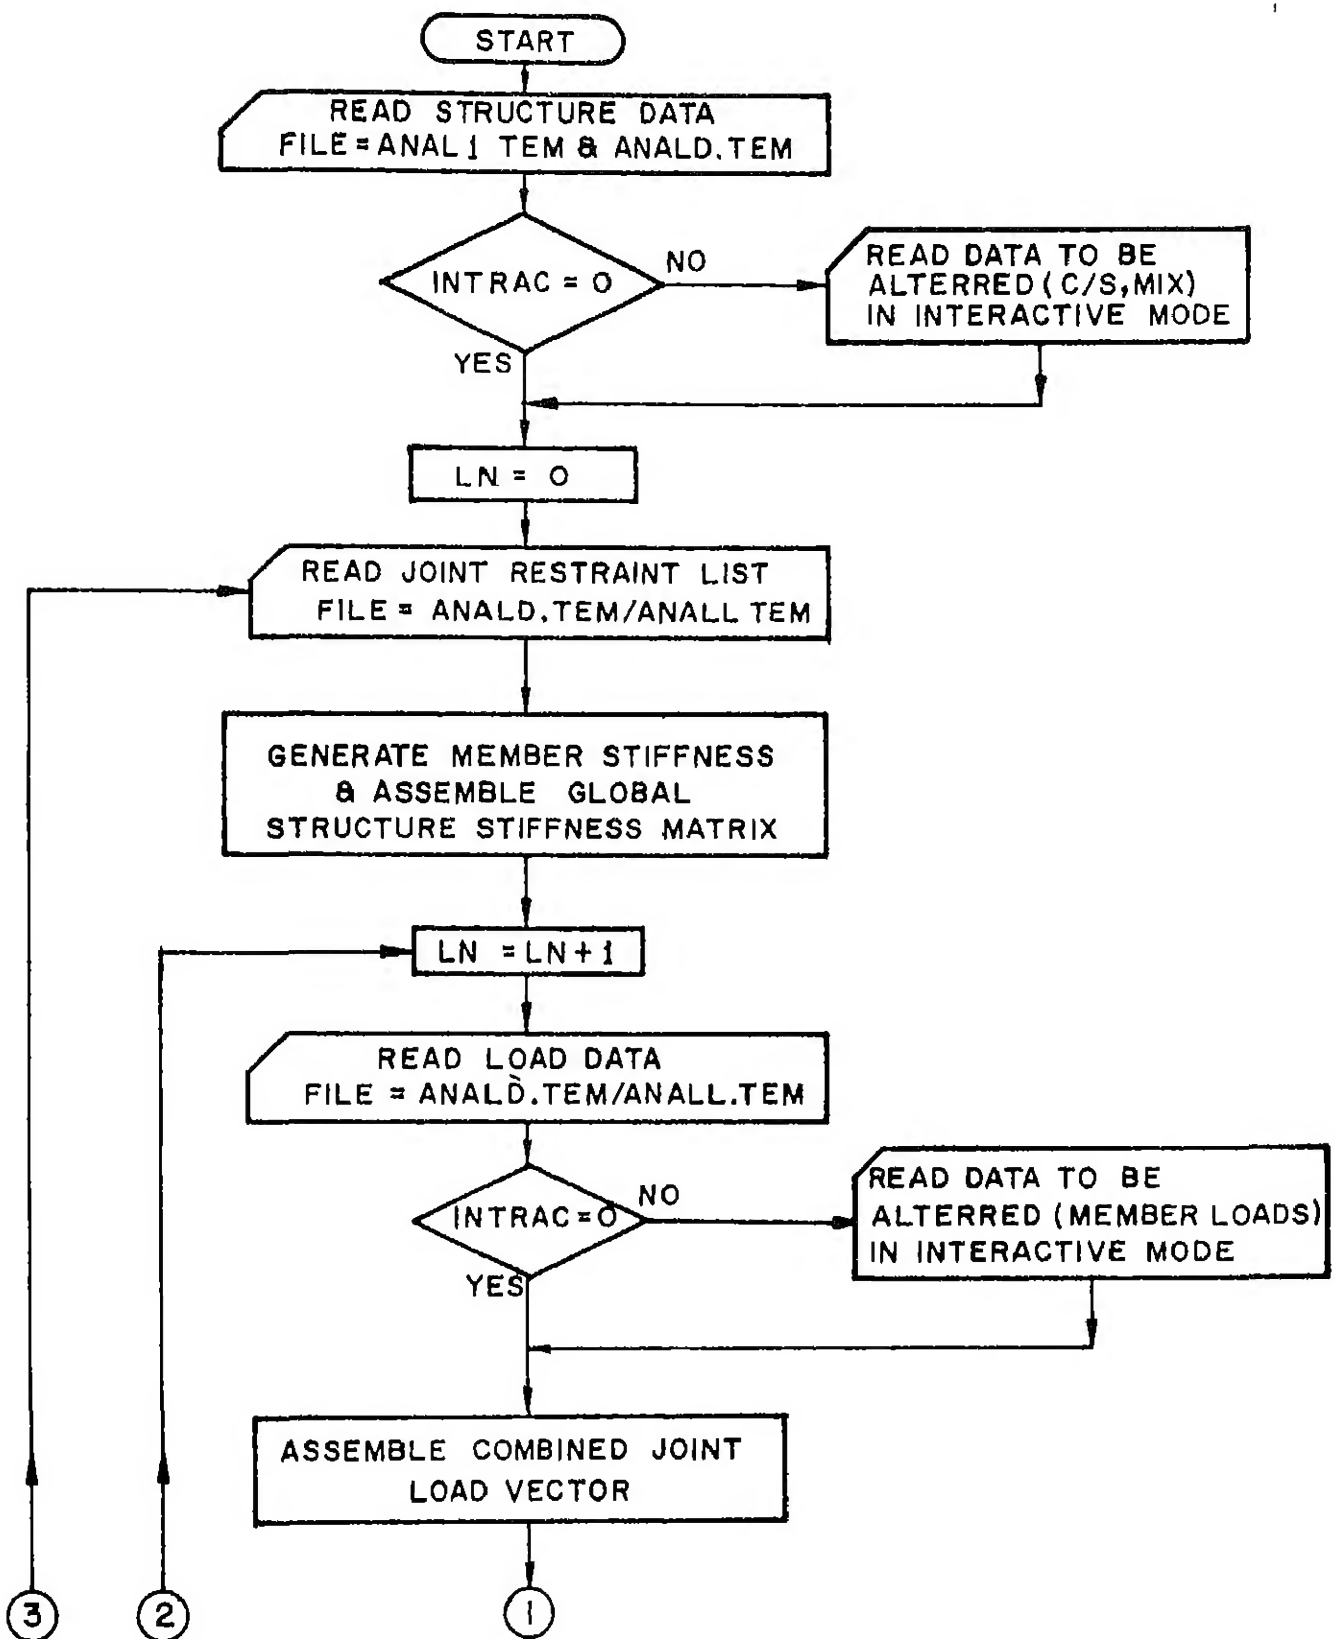 START
READ STRUCTURE DATA
FILE = ANAL1 TEM & ANALD.TEM
INTRAC = 0
NO
YES
READ DATA TO BE
ALTERRED (C/S, MIX)
IN INTERACTIVE MODE
LN = 0
READ JOINT RESTRAINT LIST
FILE = ANALD.TEM/ANALL TEM
GENERATE MEMBER STIFFNESS
& ASSEMBLE GLOBAL
STRUCTURE STIFFNESS MATRIX
LN = LN + 1
READ LOAD DATA
FILE = ANALD.TEM/ANALL.TEM
INTRAC = 0
NO
YES
READ DATA TO BE
ALTERRED (MEMBER LOADS)
IN INTERACTIVE MODE
ASSEMBLE COMBINED JOINT
LOAD VECTOR
3
2
1